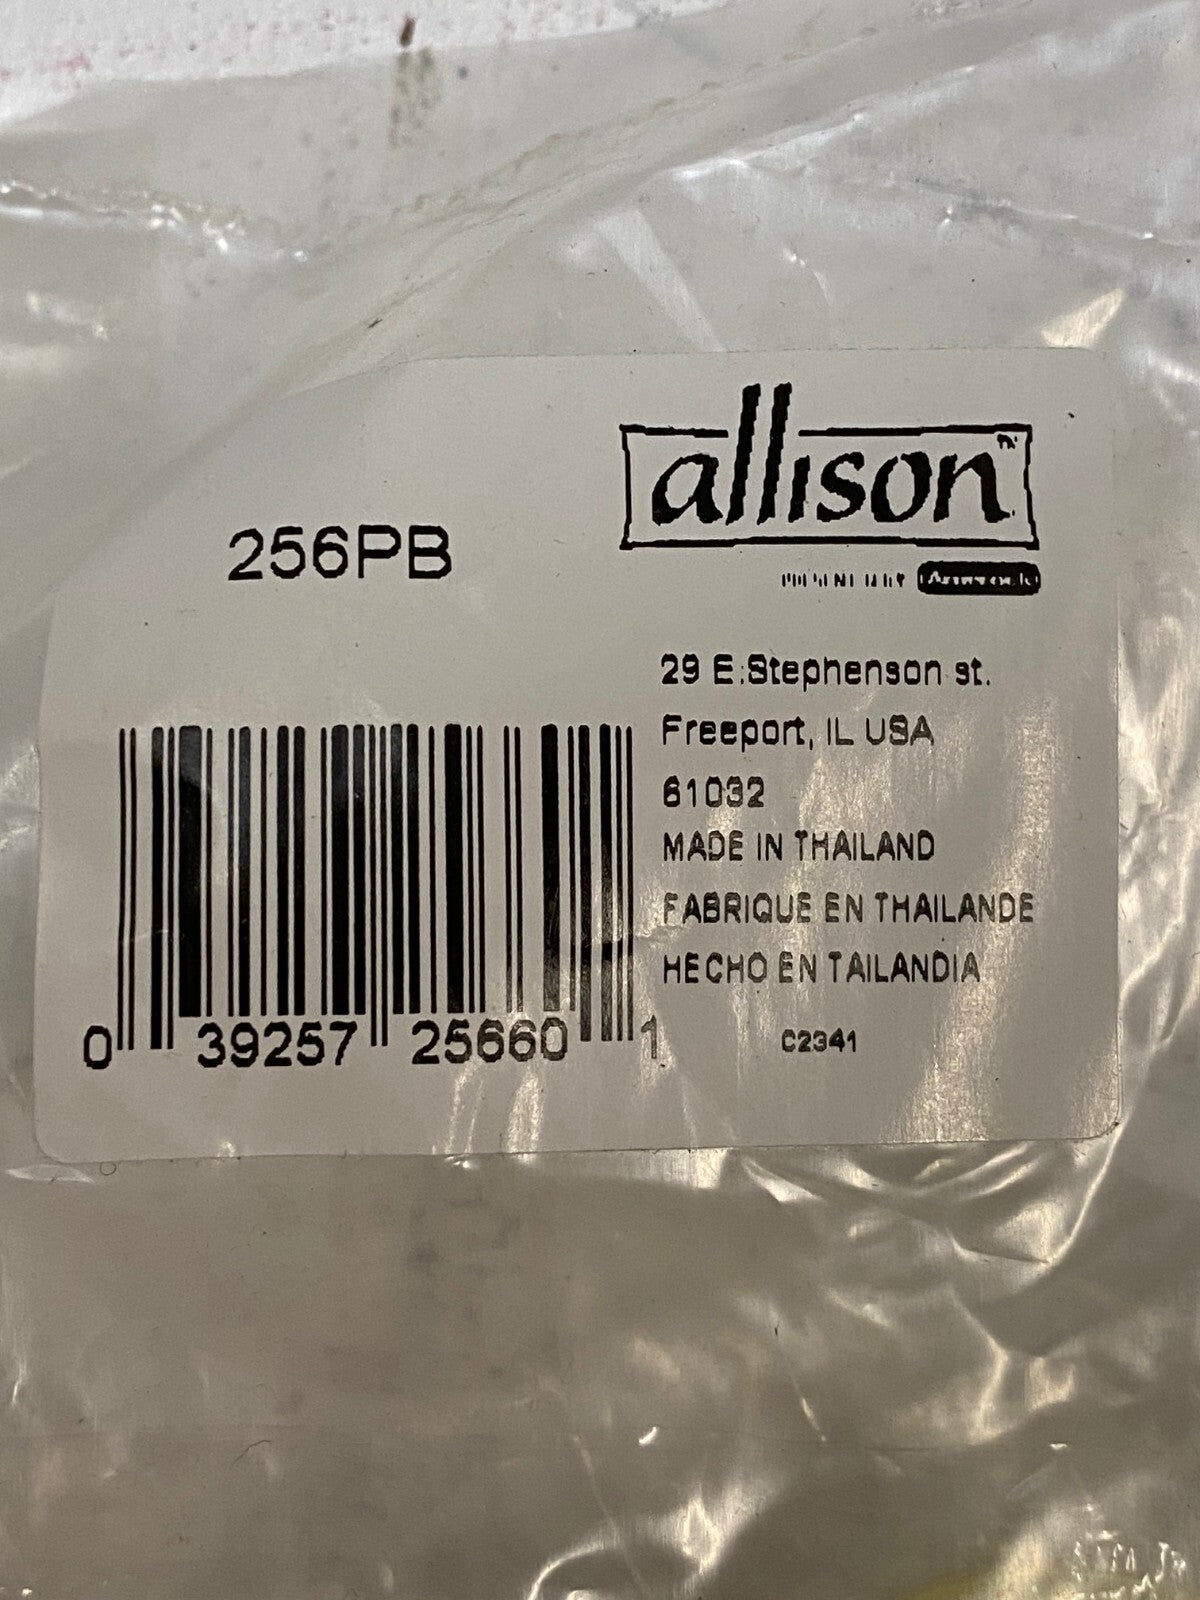 allison
256PB
29 E.Stephenson st.
Freeport, IL USA
61032
MADE IN THAILAND
FABRIQUE EN THAILANDE
HECHO EN TAILANDIA
0 39257 25660 1
C2341